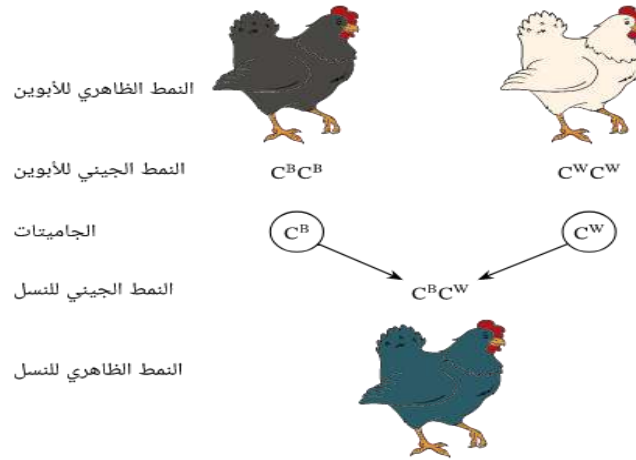 النمط الظاهري للأبوين
النمط الجيني للأبوين CᴮCᴮ CᵂCᵂ
الجاميتات Cᴮ Cᵂ
النمط الجيني للنسل CᴮCᵂ
النمط الظاهري للنسل